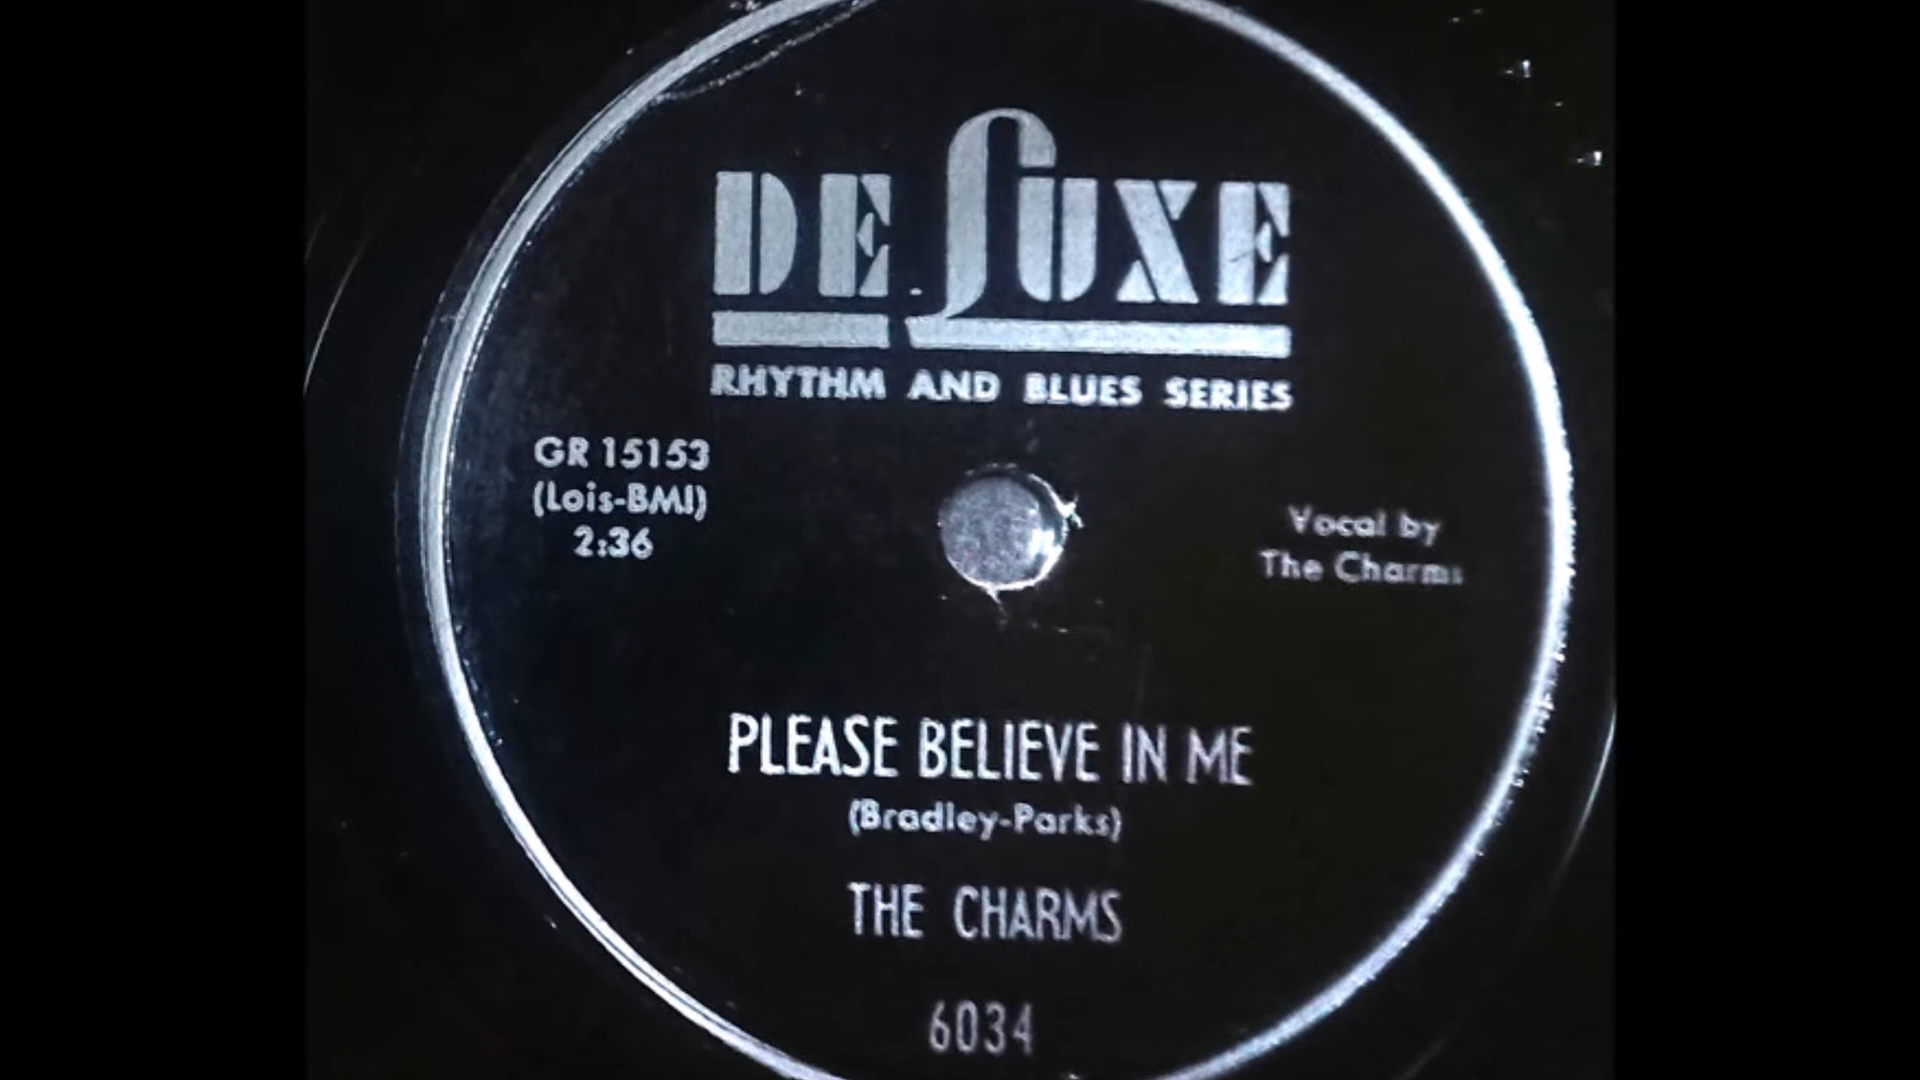 DE LUXE
RHYTHM AND BLUES SERIES
GR 15153
(Lois-BMI)
2:36
Vocal by
The Charms
PLEASE BELIEVE IN ME
(Bradley-Parks)
THE CHARMS
6034